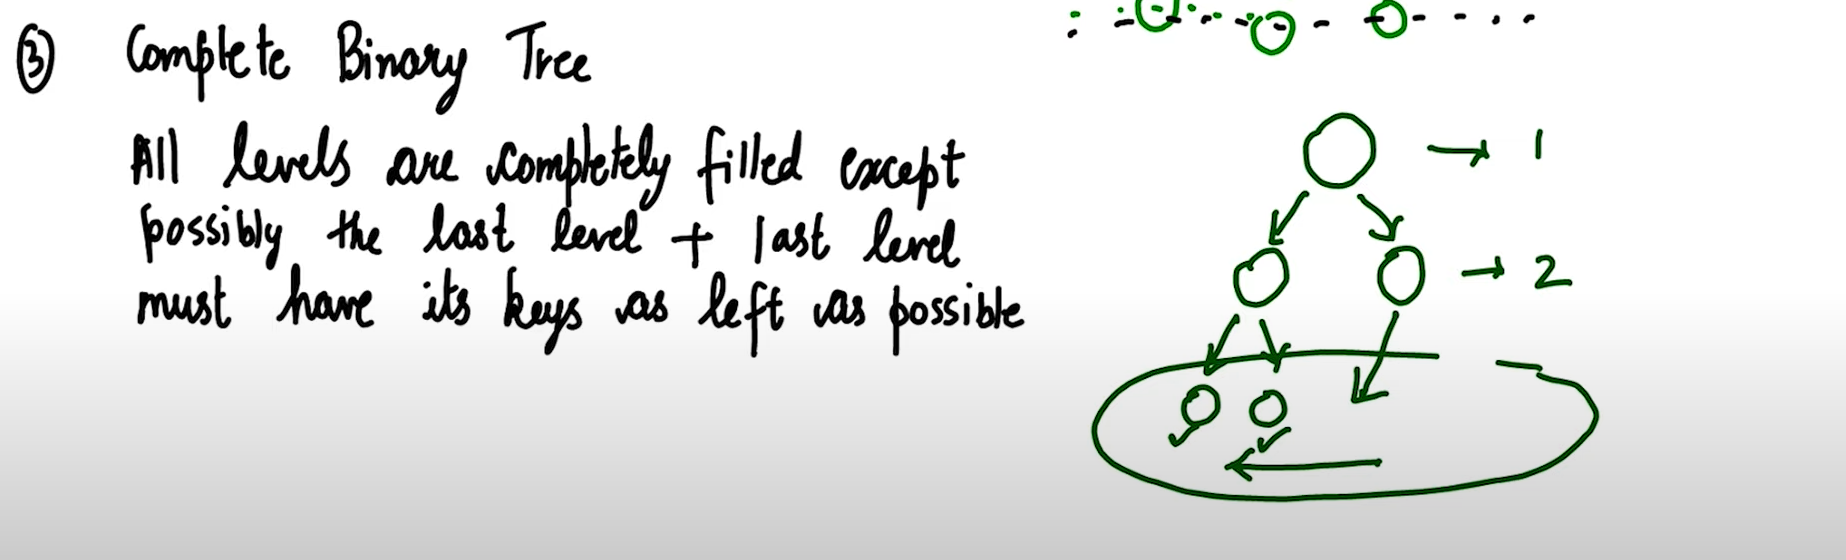 ③ Complete Binary Tree
All levels are completely filled except
possibly the last level + last level
must have its keys as left as possible
→ 1
→ 2